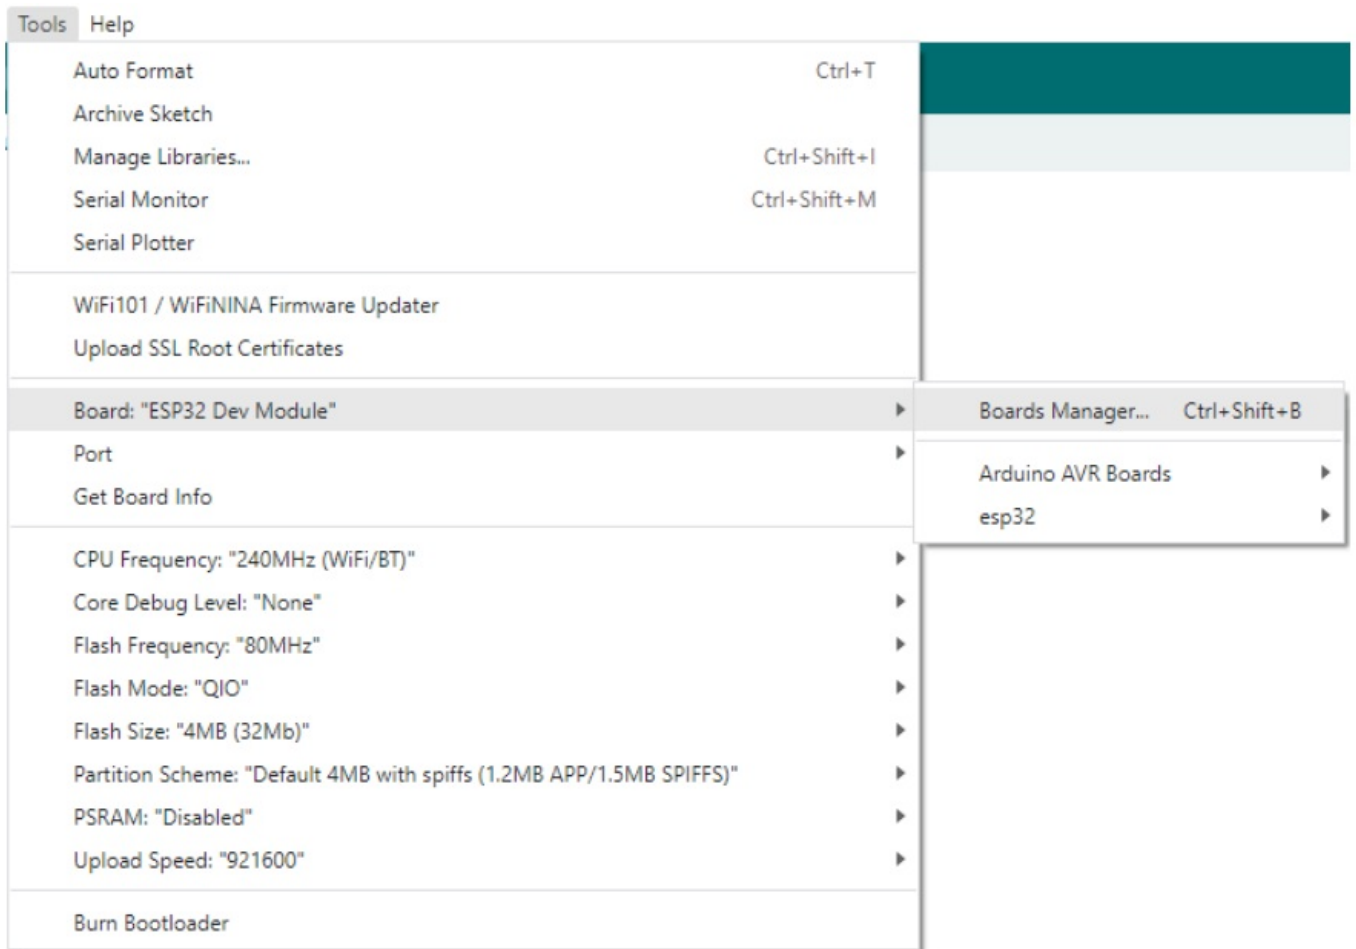 Tools Help
Auto Format Ctrl+T
Archive Sketch
Manage Libraries... Ctrl+Shift+I
Serial Monitor Ctrl+Shift+M
Serial Plotter
WiFi101 / WiFiNINA Firmware Updater
Upload SSL Root Certificates
Board: "ESP32 Dev Module"
Port
Get Board Info
CPU Frequency: "240MHz (WiFi/BT)"
Core Debug Level: "None"
Flash Frequency: "80MHz"
Flash Mode: "QIO"
Flash Size: "4MB (32Mb)"
Partition Scheme: "Default 4MB with spiffs (1.2MB APP/1.5MB SPIFFS)"
PSRAM: "Disabled"
Upload Speed: "921600"
Burn Bootloader
Boards Manager... Ctrl+Shift+B
Arduino AVR Boards
esp32